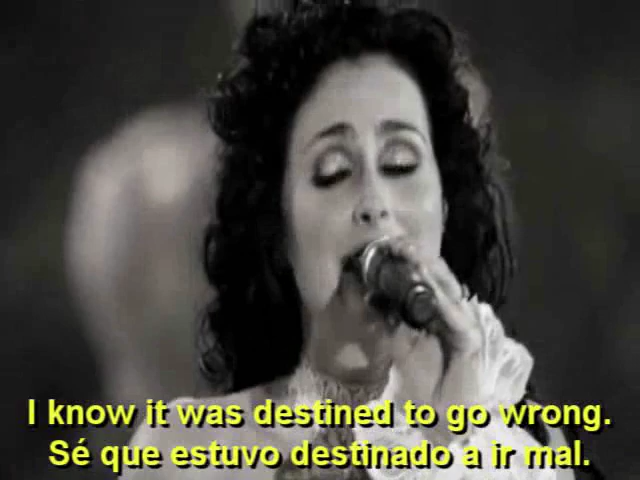 I know it was destined to go wrong.
Sé que estuvo destinado a ir mal.